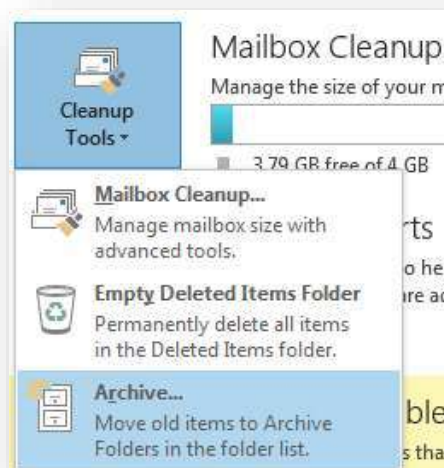 Mailbox Cleanup
Manage the size of your m
Cleanup
Tools
3.79 GB free of 4 GB
Mailbox Cleanup...
Manage mailbox size with
advanced tools.
rts
o he
Empty Deleted Items Folder
re ad
Permanently delete all items
in the Deleted Items folder.
Archive...
Move old items to Archive
Folders in the folder list.
ble
s tha